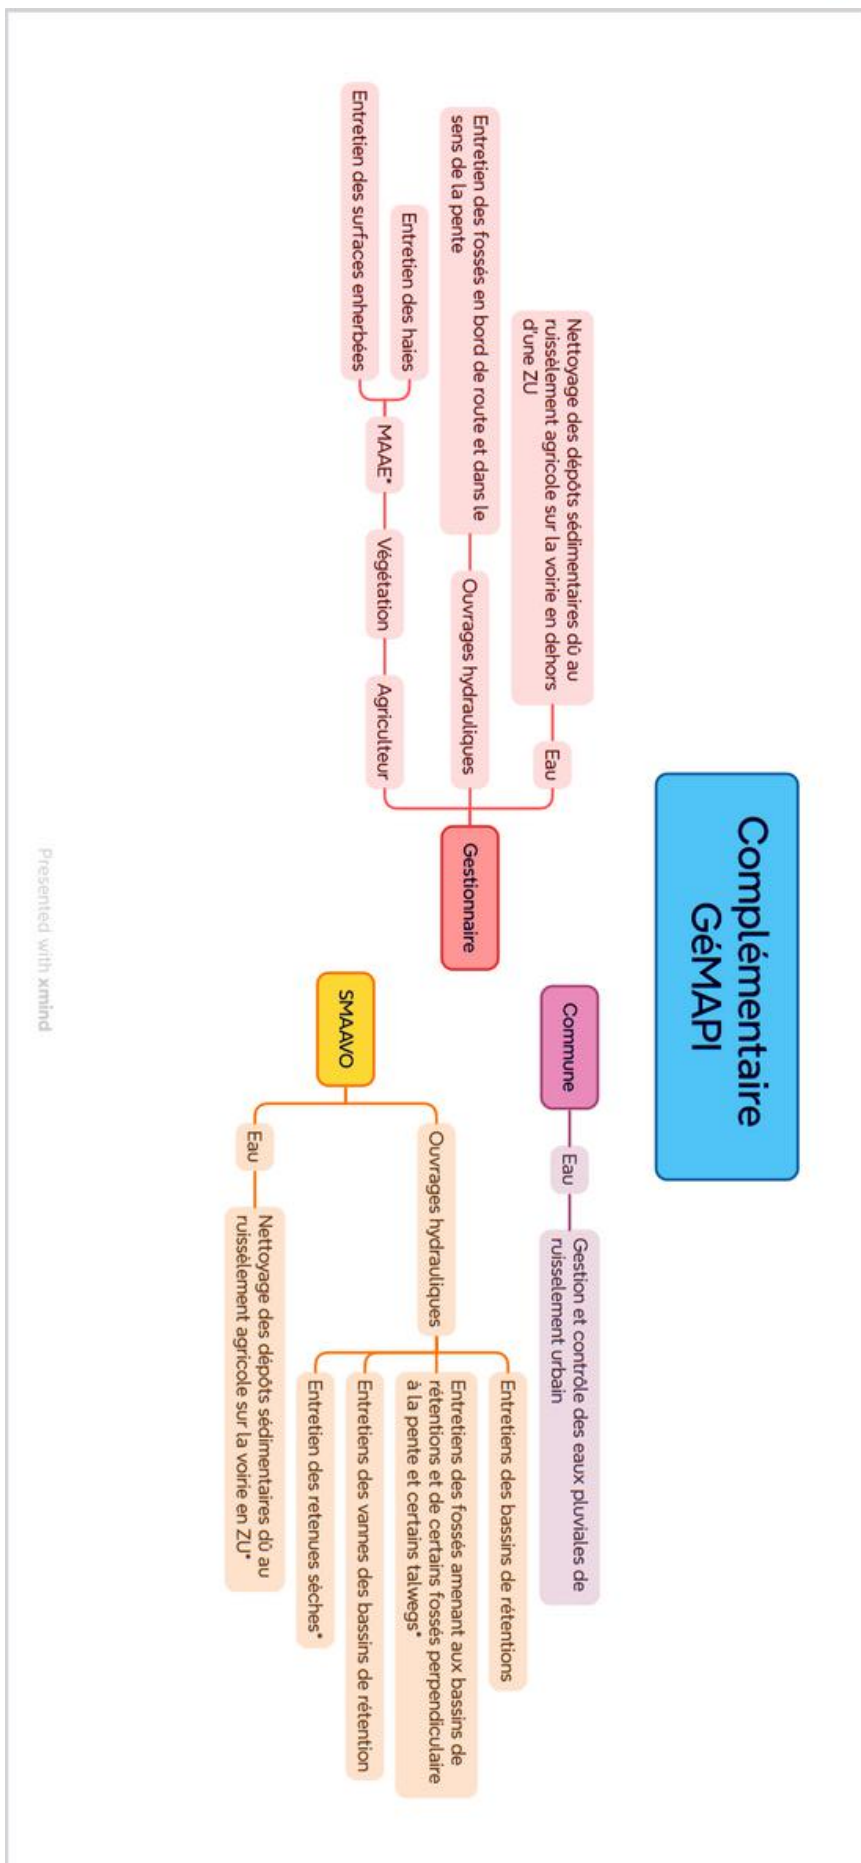 Complémentaire
GéMAPI
Commune
Eau
Gestion et contrôle des eaux pluviales de
ruisselement urbain
Nettoyage des dépôts sédimentaires dû au
ruissèlement agricole sur la voirie en dehors
d'une ZU
Eau
Entretien des fossés en bord de route et dans le
sens de la pente
Ouvrages hydrauliques
Gestionnaire
Entretien des haies
Entretien des surfaces enherbées
MAAE*
Végétation
Agriculteur
SMAAVO
Ouvrages hydrauliques
Entretiens des bassins de rétentions
Entretiens des fossés amenant aux bassins de
rétentions et de certains fossés perpendiculaire
à la pente et certains talwegs*
Entretiens des vannes des bassins de rétention
Entretien des retenues sèches*
Eau
Nettoyage des dépôts sédimentaires dû au
ruissèlement agricole sur la voirie en ZU*
Presented with xmind